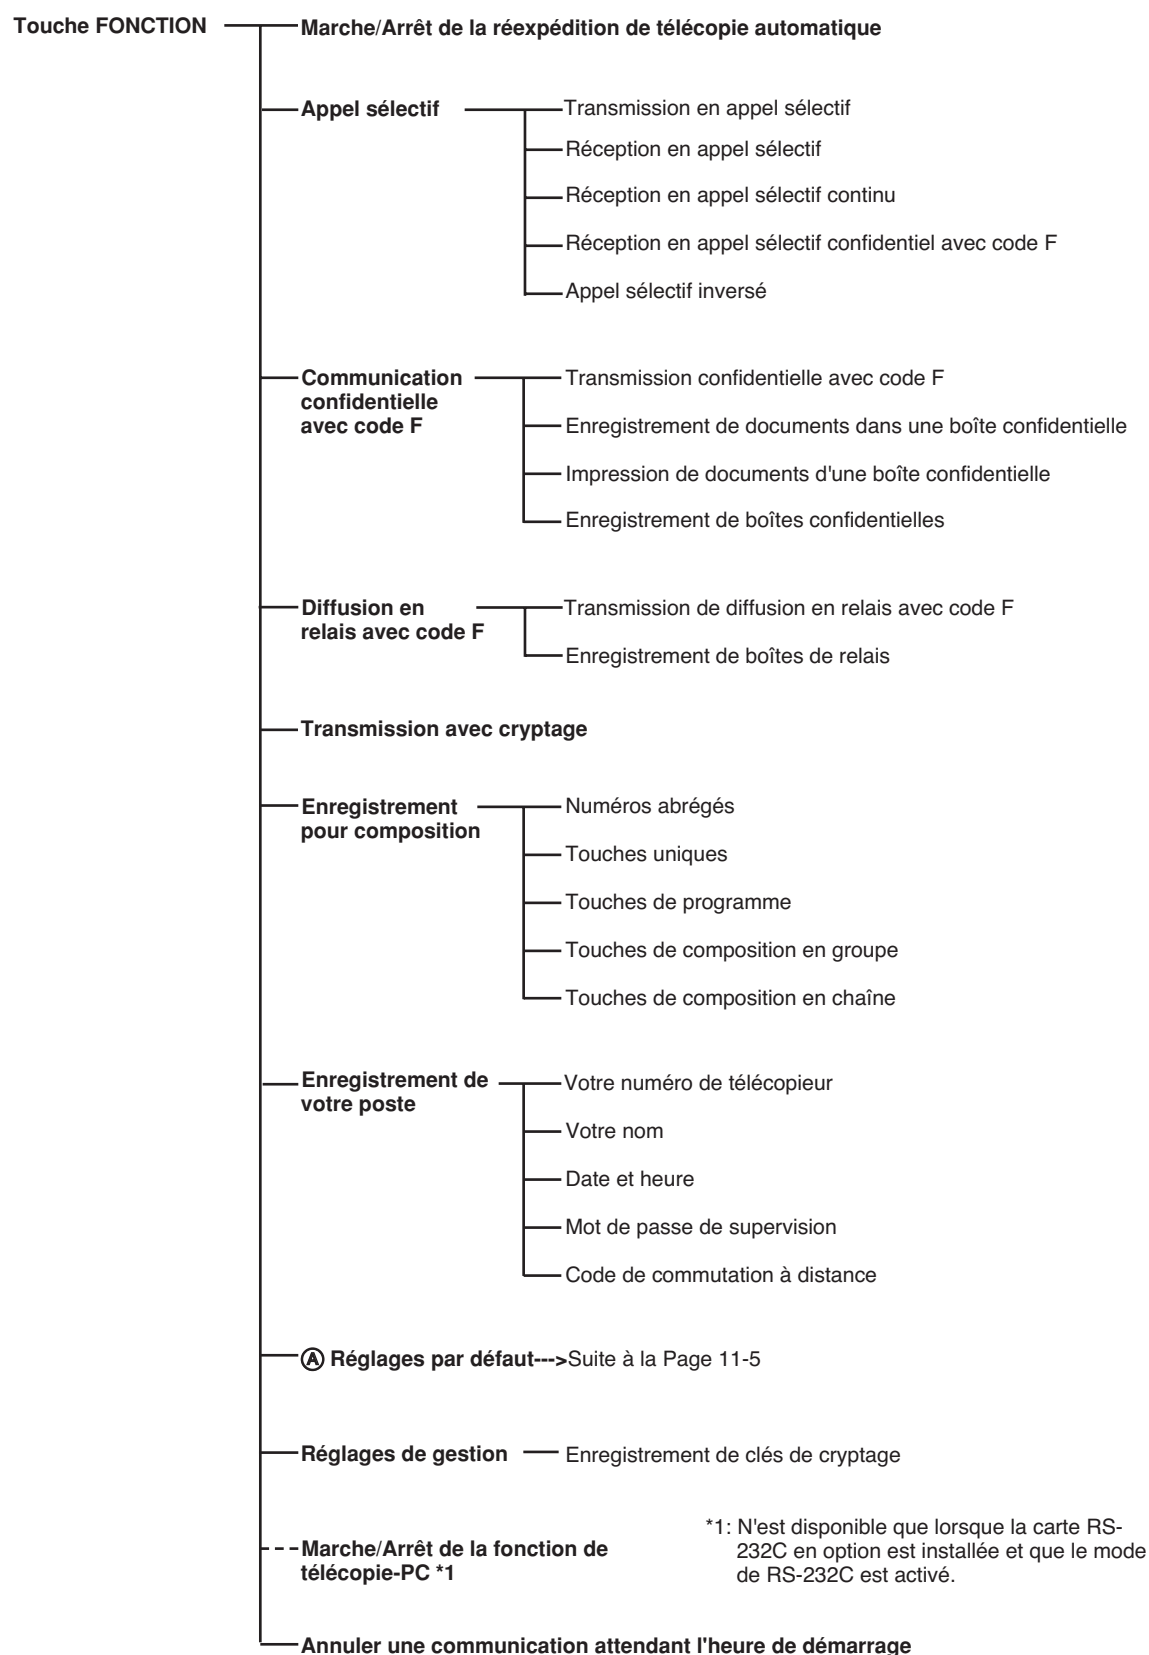 Touche FONCTION
Marche/Arrêt de la réexpédition de télécopie automatique
Appel sélectif
Transmission en appel sélectif
Réception en appel sélectif
Réception en appel sélectif continu
Réception en appel sélectif confidentiel avec code F
Appel sélectif inversé
Communication
confidentielle
avec code F
Transmission confidentielle avec code F
Enregistrement de documents dans une boîte confidentielle
Impression de documents d'une boîte confidentielle
Enregistrement de boîtes confidentielles
Diffusion en
relais avec code F
Transmission de diffusion en relais avec code F
Enregistrement de boîtes de relais
Transmission avec cryptage
Enregistrement
pour composition
Numéros abrégés
Touches uniques
Touches de programme
Touches de composition en groupe
Touches de composition en chaîne
Enregistrement de
votre poste
Votre numéro de télécopieur
Votre nom
Date et heure
Mot de passe de supervision
Code de commutation à distance
Ⓐ Réglages par défaut--->Suite à la Page 11-5
Réglages de gestion
Enregistrement de clés de cryptage
Marche/Arrêt de la fonction de
télécopie-PC *1
*1: N'est disponible que lorsque la carte RS-
232C en option est installée et que le mode
de RS-232C est activé.
Annuler une communication attendant l'heure de démarrage